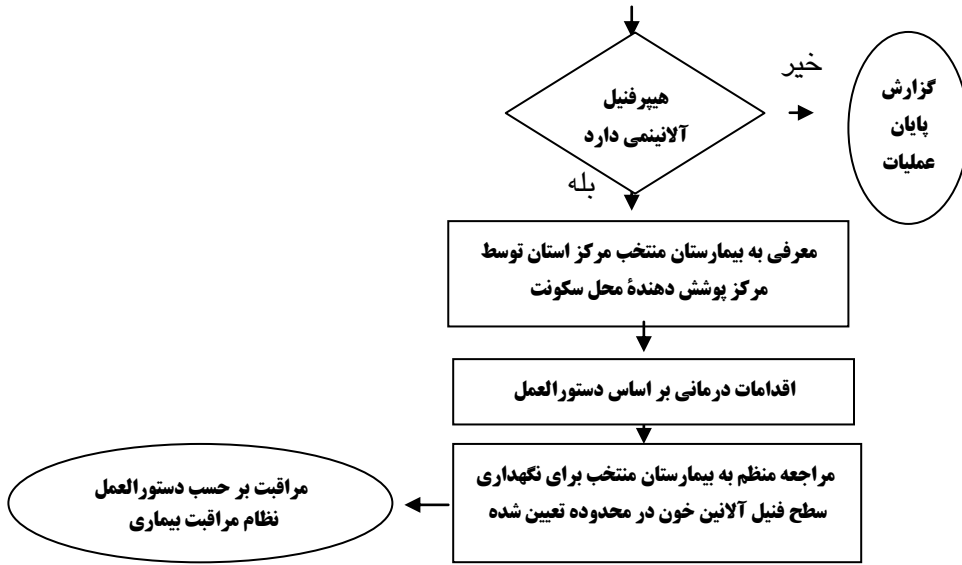 خیر
گزارش
پایان
عملیات
هیپرفنیل
آلانینمی دارد
بله
معرفی به بیمارستان منتخب مرکز استان توسط
مرکز پوشش دهندۀ محل سکونت
اقدامات درمانی بر اساس دستورالعمل
مراجعه منظم به بیمارستان منتخب برای نگهداری
سطح فنیل آلانین خون در محدوده تعیین شده
مراقبت بر حسب دستورالعمل
نظام مراقبت بیماری